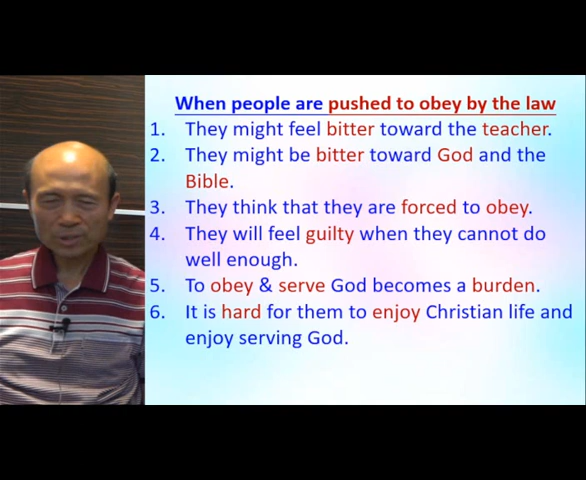 When people are pushed to obey by the law
1. They might feel bitter toward the teacher.
2. They might be bitter toward God and the
Bible.
3. They think that they are forced to obey.
4. They will feel guilty when they cannot do
well enough.
5. To obey & serve God becomes a burden.
6. It is hard for them to enjoy Christian life and
enjoy serving God.